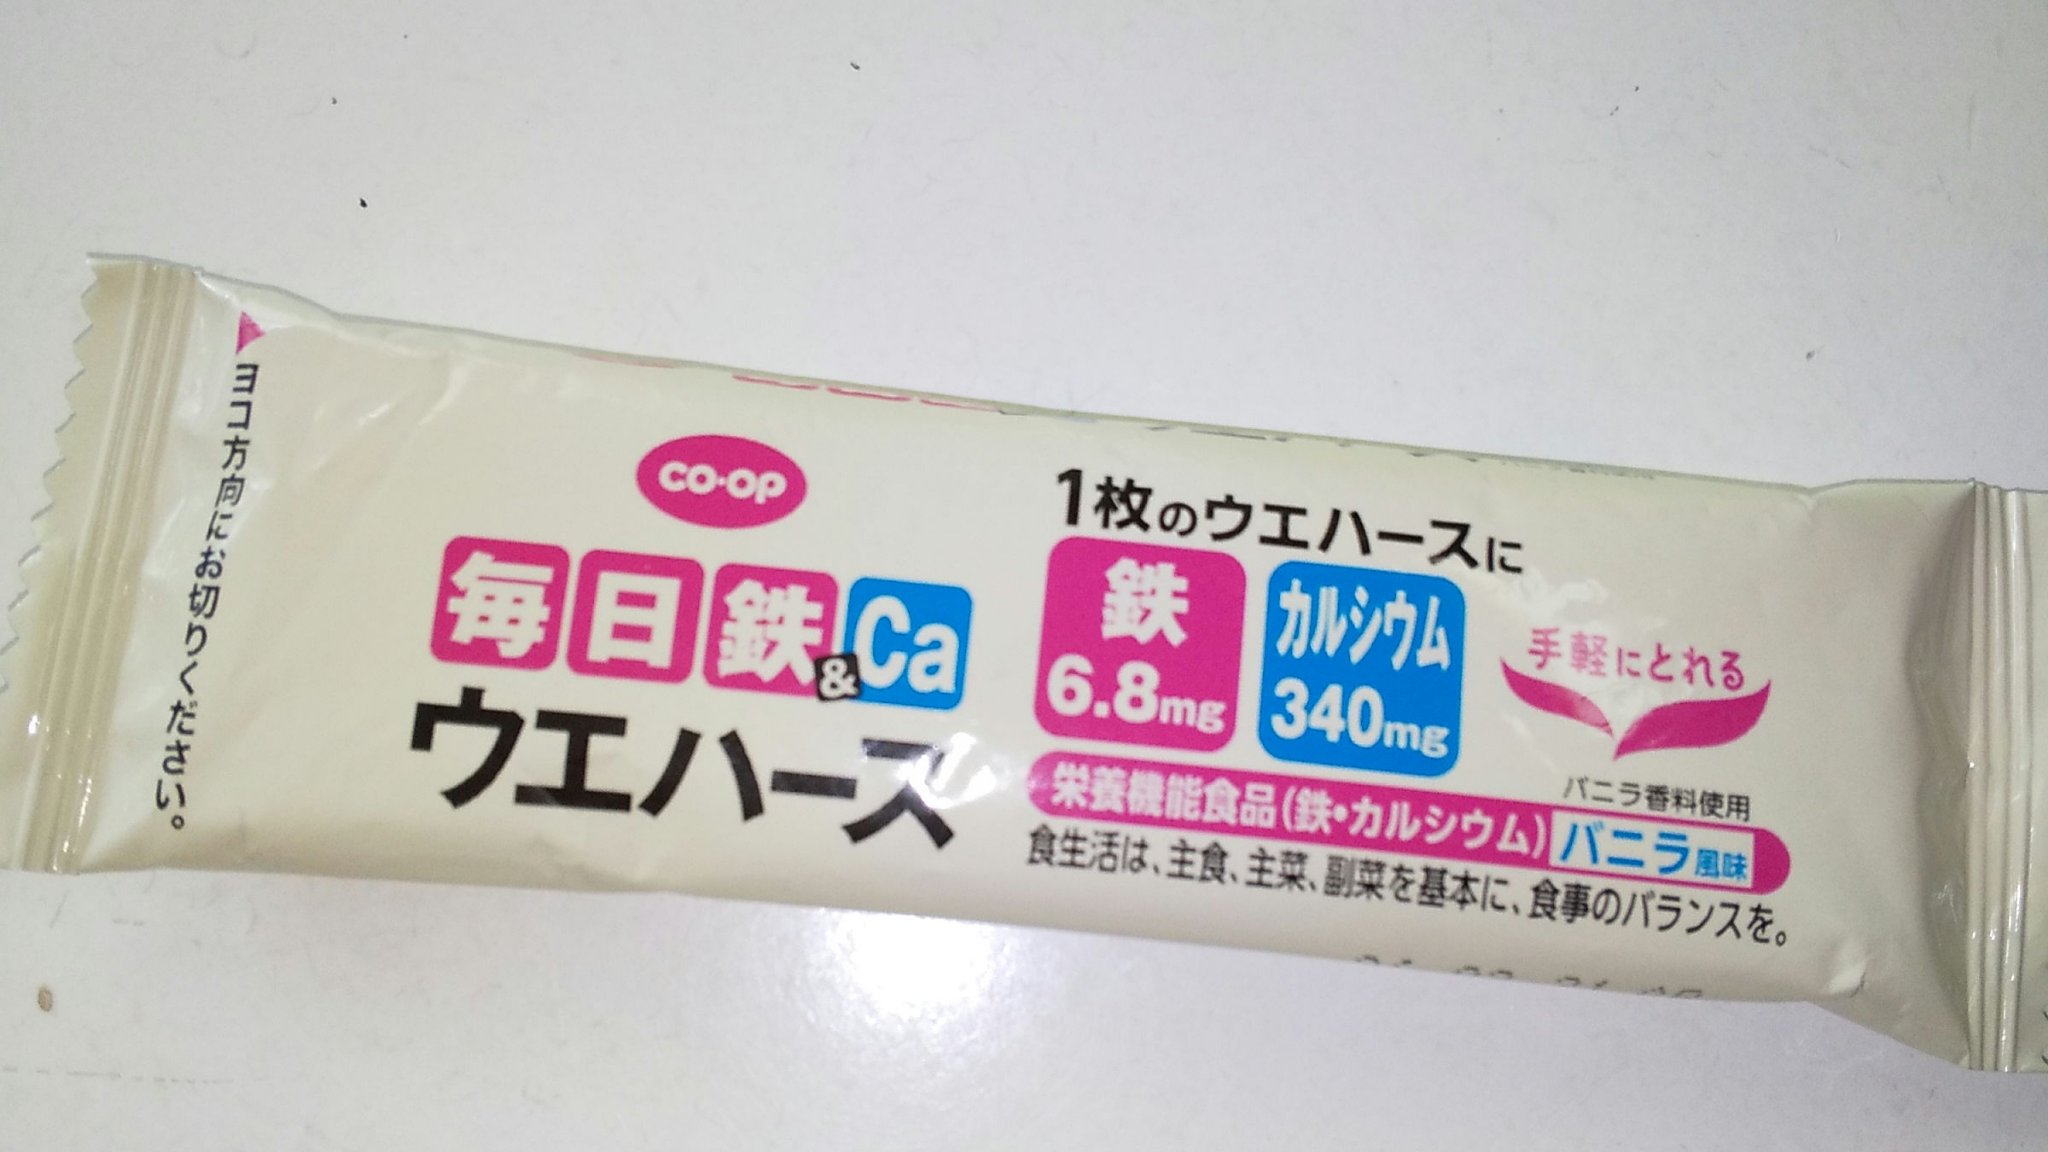 ヨコ方向にお切りください。
CO·OP
毎日鉄&Ca
ウエハース
1枚のウエハースに
鉄
6.8mg
カルシウム
340mg
手軽にとれる
バニラ香料使用
栄養機能食品(鉄・カルシウム)バニラ風味
食生活は、主食、主菜、副菜を基本に、食事のバランスを。